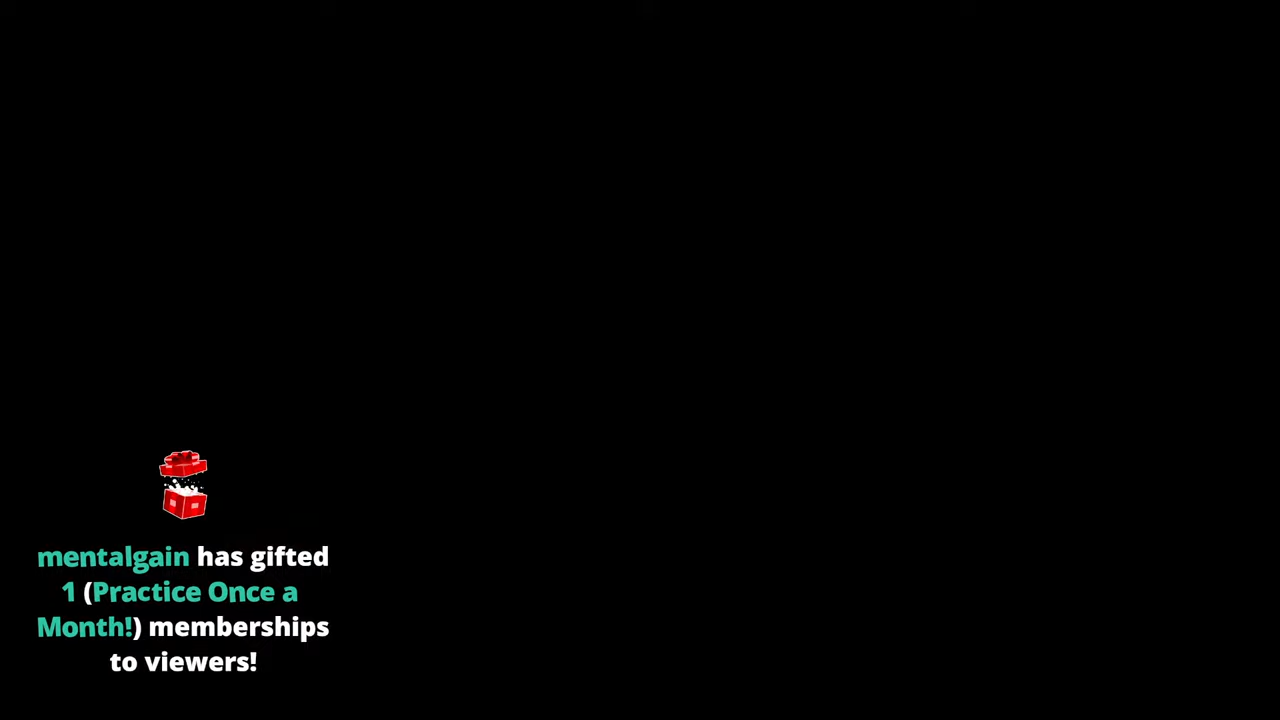 mentalgain has gifted
1 (Practice Once a
Month!) memberships
to viewers!